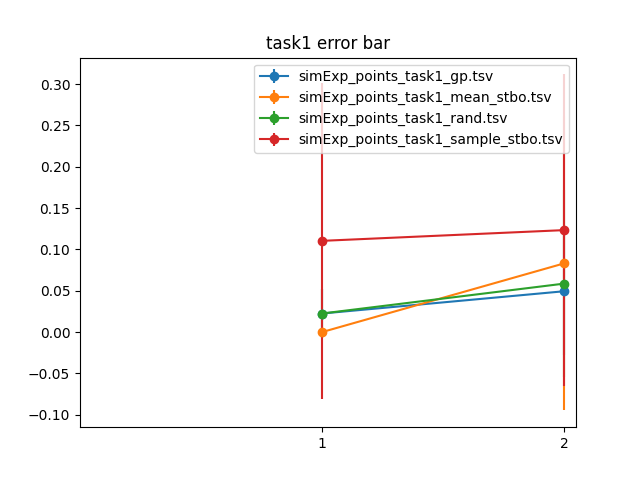 task1 error bar
simExp_points_task1_gp.tsv
simExp_points_task1_mean_stbo.tsv
simExp_points_task1_rand.tsv
simExp_points_task1_sample_stbo.tsv
0.30
0.25
0.20
0.15
0.10
0.05
0.00
−0.05
−0.10
1
2